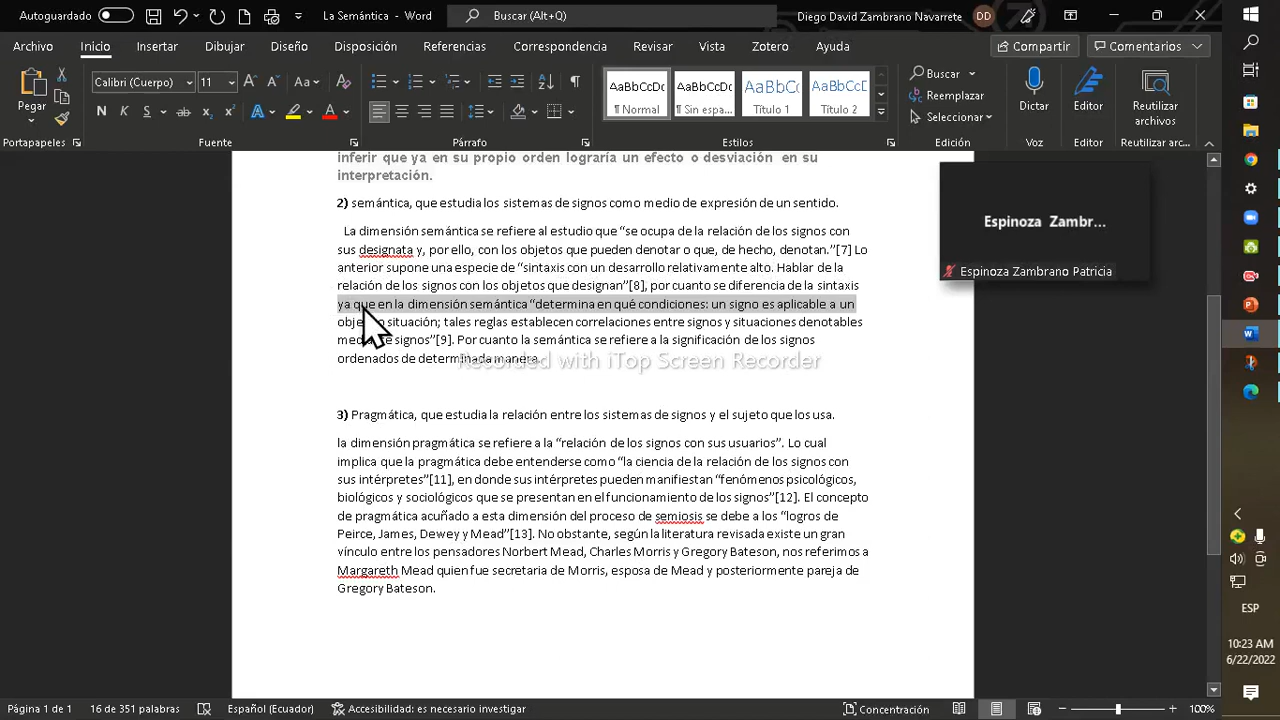 Autoguardado
La Semántica - Word
Buscar (Alt+Q)
Diego David Zambrano Navarrete
DD
Archivo Inicio Insertar Dibujar Diseño Disposición Referencias Correspondencia Revisar Vista Zotero Ayuda
Compartir
Comentarios
Pegar
Calibri (Cuerpo) 11
N K S
AaBbCcDc AaBbCcDc AaBbC AaBbCcD
¶ Normal ¶ Sin espa... Título 1 Título 2
Buscar
Reemplazar
Seleccionar
Dictar
Editor
Reutilizar
archivos
Portapapeles Fuente Párrafo Estilos Edición Voz Editor Reutilizar arc...
inferir que ya en su propio orden lograría un efecto o desviación en su
interpretación.
2) semántica, que estudia los sistemas de signos como medio de expresión de un sentido.
La dimensión semántica se refiere al estudio que “se ocupa de la relación de los signos con
sus designata y, por ello, con los objetos que pueden denotar o que, de hecho, denotan.”[7] Lo
anterior supone una especie de “sintaxis con un desarrollo relativamente alto. Hablar de la
relación de los signos con los objetos que designan”[8], por cuanto se diferencia de la sintaxis
ya que en la dimensión semántica “determina en qué condiciones: un signo es aplicable a un
situación; tales reglas establecen correlaciones entre signos y situaciones denotables
signos”[9]. Por cuanto la semántica se refiere a la significación de los signos
ordenados de determinada manera.
Recorded with iTop Screen Recorder
3) Pragmática, que estudia la relación entre los sistemas de signos y el sujeto que los usa.
la dimensión pragmática se refiere a la “relación de los signos con sus usuarios”. Lo cual
implica que la pragmática debe entenderse como “la ciencia de la relación de los signos con
sus intérpretes”[11], en donde sus intérpretes pueden manifiestan “fenómenos psicológicos,
biológicos y sociológicos que se presentan en el funcionamiento de los signos”[12]. El concepto
de pragmática acuñado a esta dimensión del proceso de semiosis se debe a los “logros de
Peirce, James, Dewey y Mead”[13]. No obstante, según la literatura revisada existe un gran
vínculo entre los pensadores Norbert Mead, Charles Morris y Gregory Bateson, nos referimos a
Margareth Mead quien fue secretaria de Morris, esposa de Mead y posteriormente pareja de
Gregory Bateson.
Espinoza Zambr...
Espinoza Zambrano Patricia
ESP
10:23 AM
6/22/2022
Página 1 de 1 16 de 351 palabras Español (Ecuador) Accesibilidad: es necesario investigar Concentración 100%